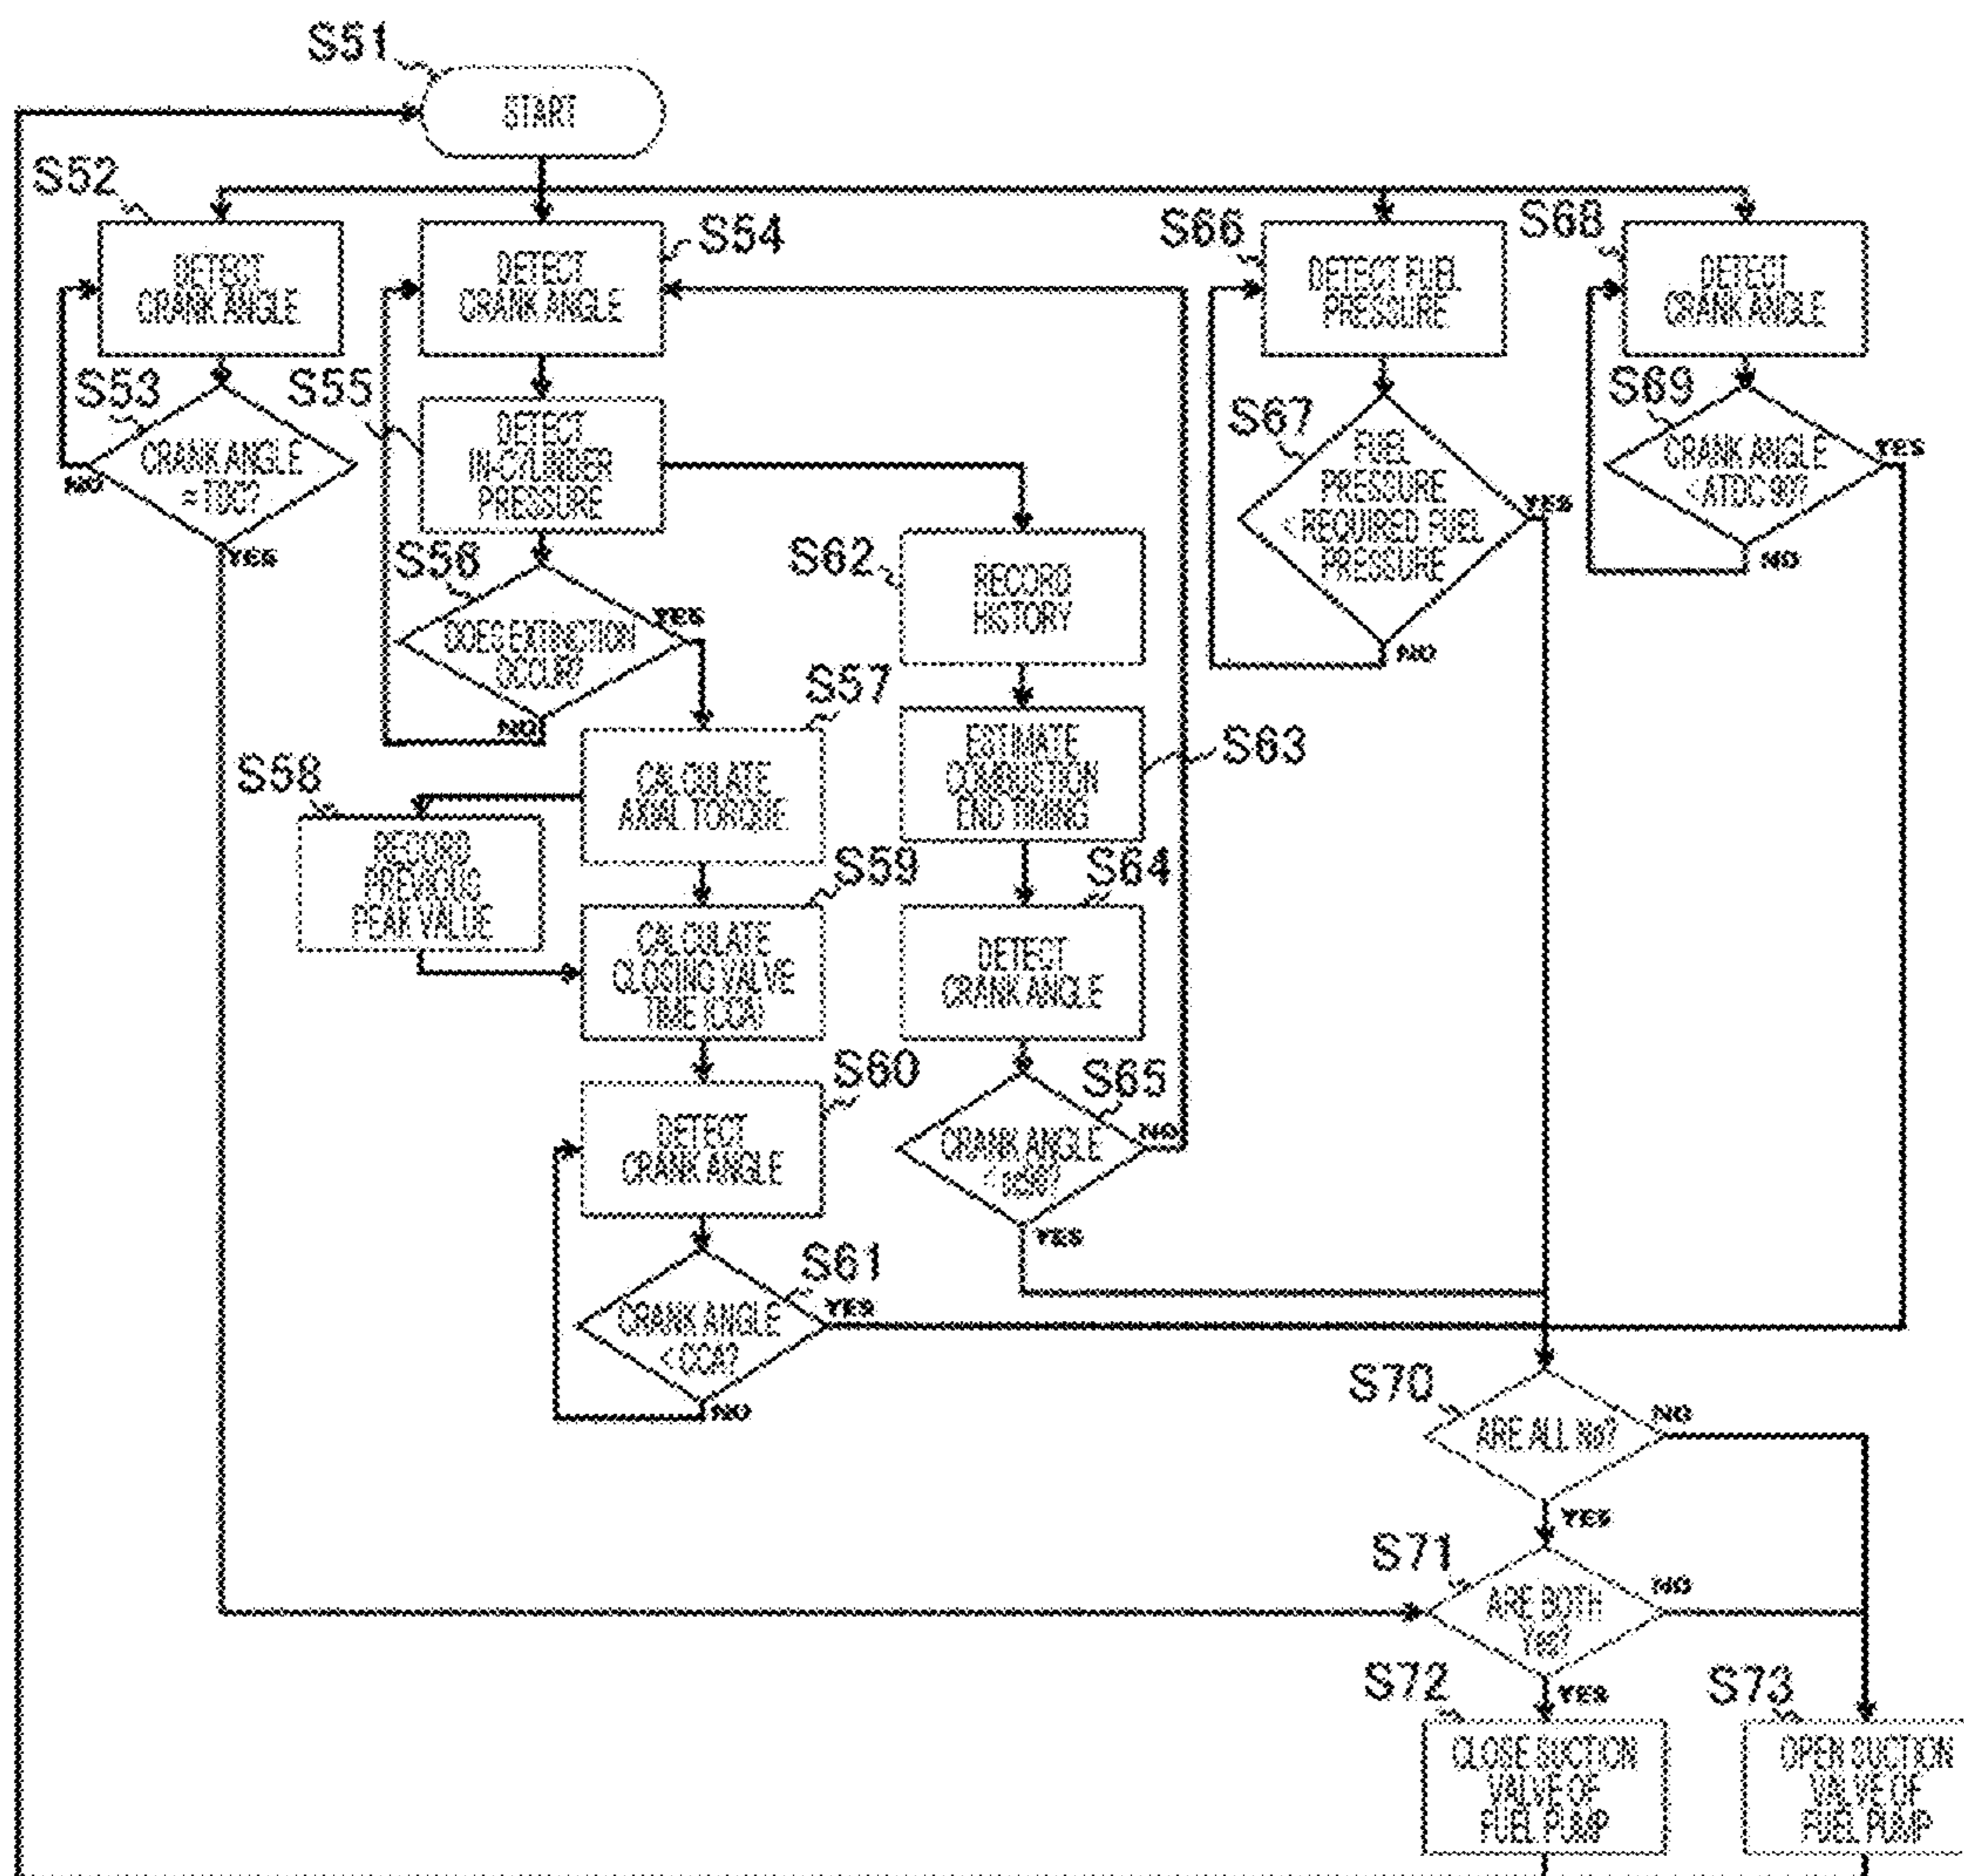 S51
START
S52
DETECT
CRANK ANGLE
S54
DETECT
CRANK ANGLE
S66
DETECT FUEL
PRESSURE
S68
DETECT
CRANK ANGLE
S53
CRANK ANGLE
= TDC?
NO
YES
S55
DETECT
IN-CYLINDER
PRESSURE
S67
FUEL
PRESSURE
< REQUIRED FUEL
PRESSURE
YES
NO
S69
CRANK ANGLE
< ATDC 90?
YES
NO
S56
DOES EXTINCTION
OCCUR?
YES
NO
S62
RECORD
HISTORY
S57
CALCULATE
AXIAL TORQUE
S63
ESTIMATE
COMBUSTION
END TIMING
S58
RECORD
PREVIOUS
PEAK VALUE
S59
CALCULATE
CLOSING VALVE
TIME (CCA)
S64
DETECT
CRANK ANGLE
S60
DETECT
CRANK ANGLE
S65
CRANK ANGLE
NO
YES
S61
CRANK ANGLE
< CCA?
YES
NO
S70
ARE ALL No?
NO
YES
S71
ARE BOTH
Yes?
NO
YES
S72
CLOSE SUCTION
VALVE OF
FUEL PUMP
S73
OPEN SUCTION
VALVE OF
FUEL PUMP